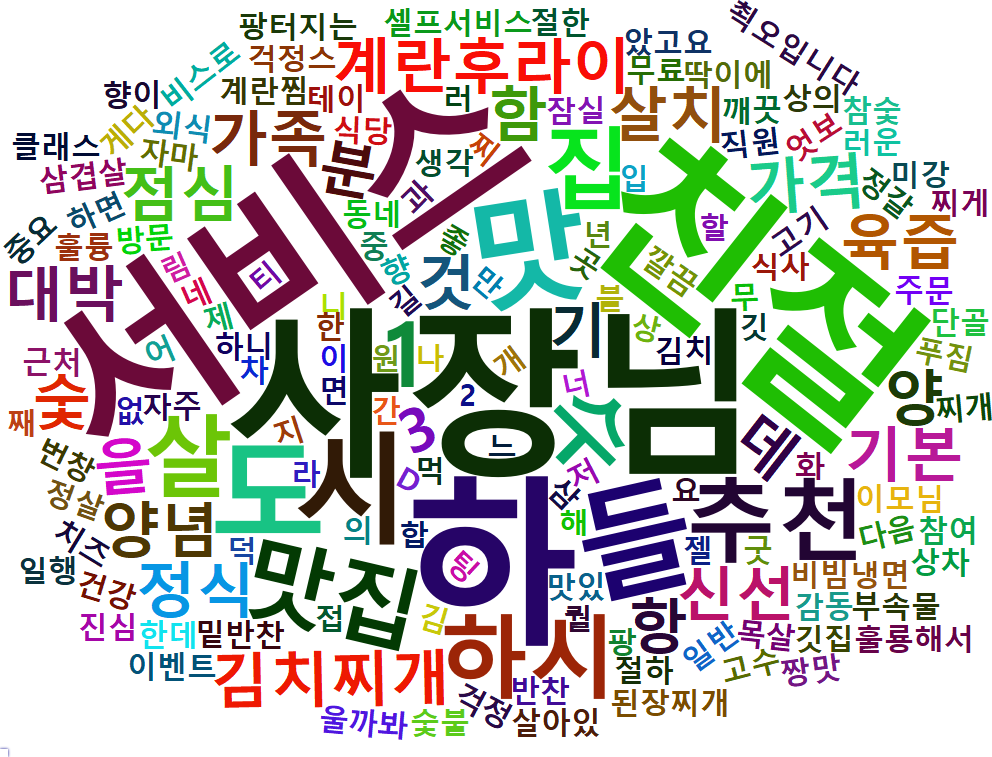 팡터지는
셀프서비스
절한
척오입니다
걱정스
계란후라이
았고요
무료
딱이에
비스로
향이
계란찜
테이
러
함
잠실
살치
깨끗
상의
참숯
게다
외식
가족
식당
찌
직원
엇보
러운
클래스
자마
분
생각
집
입
가격
미강
삼겹살
점심
서비스
과
맛
친절
할
정갈
찌게
중요
하면
동네
좋
년
고기
육즙
훌륭
방문
중
향
것
만
곳
깔끔
식사
대박
림
네
티
길
븓
무
주문
제
니
1
기
상
깃
단골
근처
어
하니
차
한
이
원
나
개
김치
푸짐
숯
째
없
자주
면
사장님
간
3
2
너
수
양
찌개
번창
을
살
지
도
시
느
데
기본
정살
라
D
먹
저
삼
화
치즈
양념
의
합
하
들
해
요
추천
이모님
다음
참여
일행
건강
정식
덕
맛집
팅
맛있
젤
굿
비빔냉면
상차
진심
한데
밑반찬
접
김
퀄
항
신선
감동
부속물
이벤트
김치찌개
하시
팡
일반
목살
깃집
훌륭해서
걱정
반찬
절하
고수
짱맛
울까봐
숯불
살아있
된장찌개